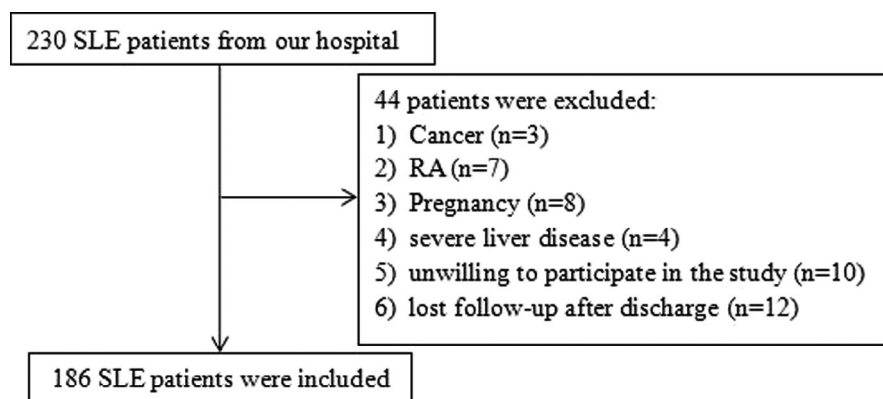 230 SLE patients from our hospital
44 patients were excluded:
1) Cancer (n=3)
2) RA (n=7)
3) Pregnancy (n=8)
4) severe liver disease (n=4)
5) unwilling to participate in the study (n=10)
6) lost follow-up after discharge (n=12)
186 SLE patients were included